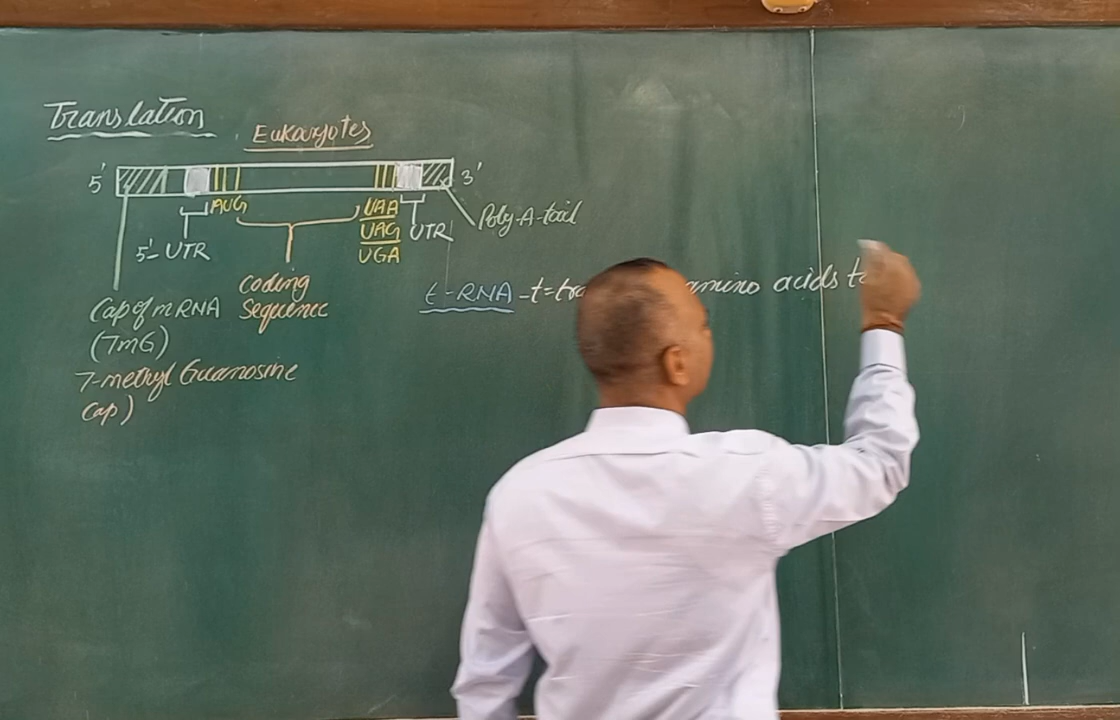 Translation
Eukaryotes
5' 3'
AUG UAA
UAG
UGA
5'- UTR UTR Poly-A-tail
coding
Sequence
Cap of mRNA
(7mG)
7-methyl Guanosine
Cap)
t-RNA - t= amino acids